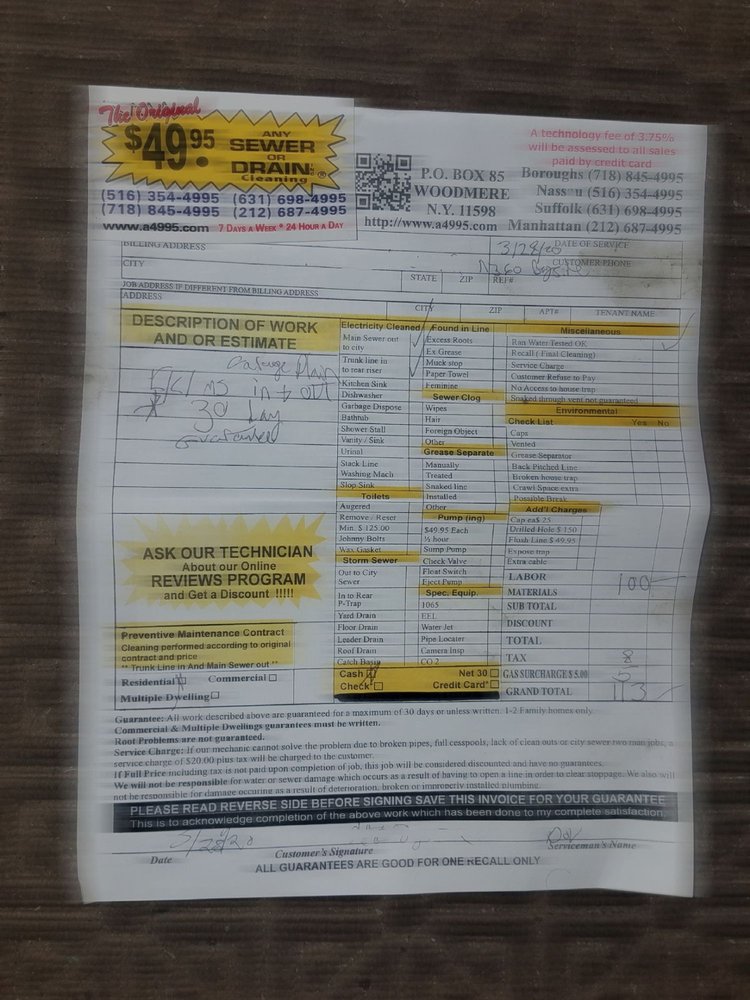 The Original
$49.95 ANY SEWER OR DRAIN Cleaning
(516) 354-4995 (631) 698-4995
(718) 845-4995 (212) 687-4995
www.a4995.com 7 DAYS A WEEK * 24 HOUR A DAY
P.O. BOX 85
WOODMERE
N.Y. 11598
http://www.a4995.com
A technology fee of 3.75%
will be assessed to all sales
paid by credit card
Boroughs (718) 845-4995
Nassau (516) 354-4995
Suffolk (631) 698-4995
Manhattan (212) 687-4995
BILLING ADDRESS
DATE OF SERVICE
CITY
STATE ZIP REF#
CUSTOMER PHONE
JOB ADDRESS IF DIFFERENT FROM BILLING ADDRESS
ADDRESS CITY ZIP APT# TENANT NAME
DESCRIPTION OF WORK
AND OR ESTIMATE
30 day
ASK OUR TECHNICIAN
About our Online
REVIEWS PROGRAM
and Get a Discount !!!!!
Preventive Maintenance Contract
Cleaning performed according to original
contract and price
** Trunk Line in And Main Sewer out **
Residential Commercial
Multiple Dwelling
Electricity Cleaned
Main Sewer out
to city
Trunk line in
to rear riser
Kitchen Sink
Dishwasher
Garbage Dispose
Bathtub
Shower Stall
Vanity / Sink
Urinal
Stack Line
Washing Mach
Slop Sink
Toilets
Augered
Remove / Reset
Min. $ 125.00
Johnny Bolts
Wax Gasket
Storm Sewer
Out to City
Sewer
In to Rear
P-Trap
Yard Drain
Floor Drain
Leader Drain
Roof Drain
Catch Basin
Found in Line
Excess Roots
Ex Grease
Muck stop
Paper Towel
Feminine
Sewer Clog
Wipes
Hair
Foreign Object
Other
Grease Separate
Manually
Treated
Snaked line
Installed
Other
Pump (ing)
$49.95 Each
½ hour
Sump Pump
Check Valve
Float Switch
Eject Pump
Spec. Equip.
1065
EEL
Water Jet
Pipe Locater
Camera Insp
CO 2
Cash Net 30
Check Credit Card*
Miscellaneous
Ran Water Tested OK
Recall ( Final Cleaning)
Service Charge
Customer Refuse to Pay
No Access to house trap
Snaked through vent not guaranteed
Environmental
Check List Yes No
Caps
Vented
Grease Separator
Back Pitched Line
Broken house trap
Crawl Space extra
Possible Break
Add'l Charges
Cap ea$ 25
Drilled Hole $ 150
Flush Line $ 49.95
Expose trap
Extra cable
LABOR 100
MATERIALS
SUB TOTAL
DISCOUNT
TOTAL
TAX 8
GAS SURCHARGE $ 5.00 5
GRAND TOTAL 113
Guarantee: All work described above are guaranteed for a maximum of 30 days or unless written. 1-2 Family homes only.
Commercial & Multiple Dwellings guarantees must be written.
Root Problems are not guaranteed.
Service Charge: If our mechanic cannot solve the problem due to broken pipes, full cesspools, lack of clean outs or city sewer two man jobs, a
service charge of $20.00 plus tax will be charged to the customer.
If Full Price including tax is not paid upon completion of job, this job will be considered discounted and have no guarantees.
We will not be responsible for water or sewer damage which occurs as a result of having to open a line in order to clear stoppage. We also will
not be responsible for damage occuring as a result of deterioration, broken or improperly installed plumbing.
PLEASE READ REVERSE SIDE BEFORE SIGNING SAVE THIS INVOICE FOR YOUR GUARANTEE
This is to acknowledge completion of the above work which has been done to my complete satisfaction.
Date Customer's Signature Serviceman's Name
ALL GUARANTEES ARE GOOD FOR ONE RECALL ONLY